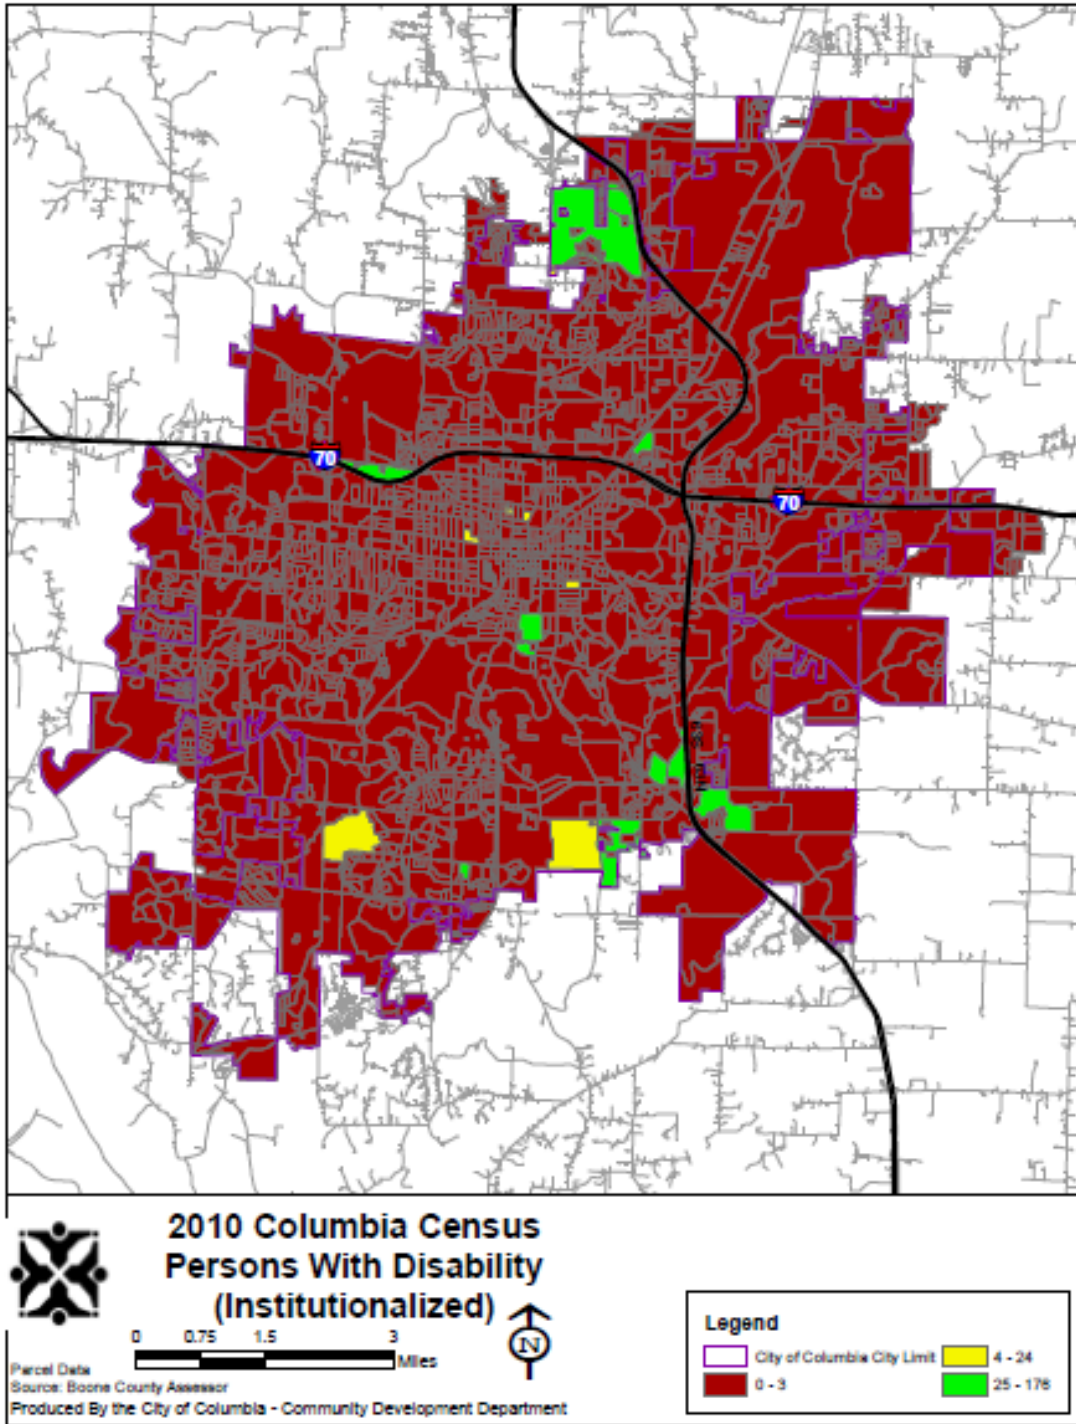 70
70
2010 Columbia Census
Persons With Disability
(Institutionalized)
N
0 0.75 1.5 3
Miles
Parcel Data
Source: Boone County Assessor
Produced By the City of Columbia - Community Development Department
Legend
City of Columbia City Limit
4 - 24
0 - 3
25 - 176